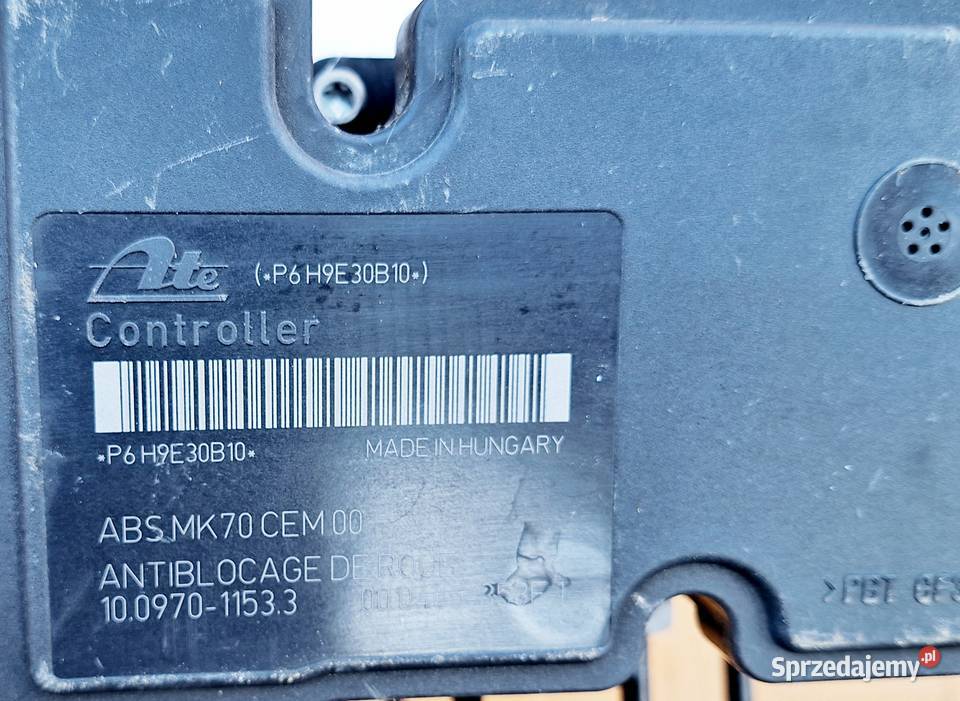 Ate (*P6 H9E30B10*)
Controller
*P6 H9E30B10*
MADE IN HUNGARY
ABS MK70 CEM 00
ANTIBLOCAGE DE
10.0970-1153.3
>PBT
Sprzedajemy.pl